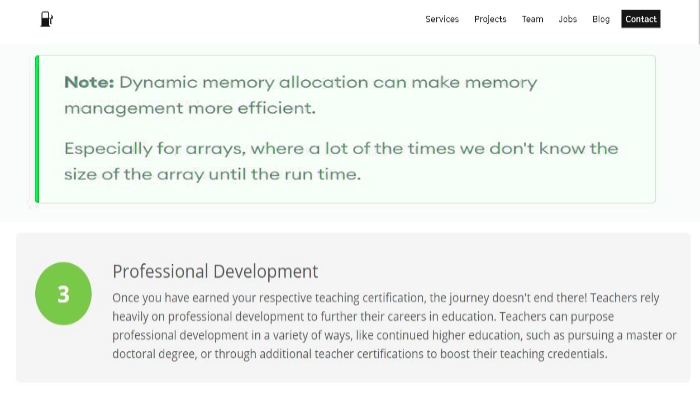 Services Projects Team Jobs Blog Contact
Note: Dynamic memory allocation can make memory
management more efficient.
Especially for arrays, where a lot of the times we don't know the
size of the array until the run time.
3
Professional Development
Once you have earned your respective teaching certification, the journey doesn't end there! Teachers rely
heavily on professional development to further their careers in education. Teachers can purpose
professional development in a variety of ways, like continued higher education, such as pursuing a master or
doctoral degree, or through additional teacher certifications to boost their teaching credentials.